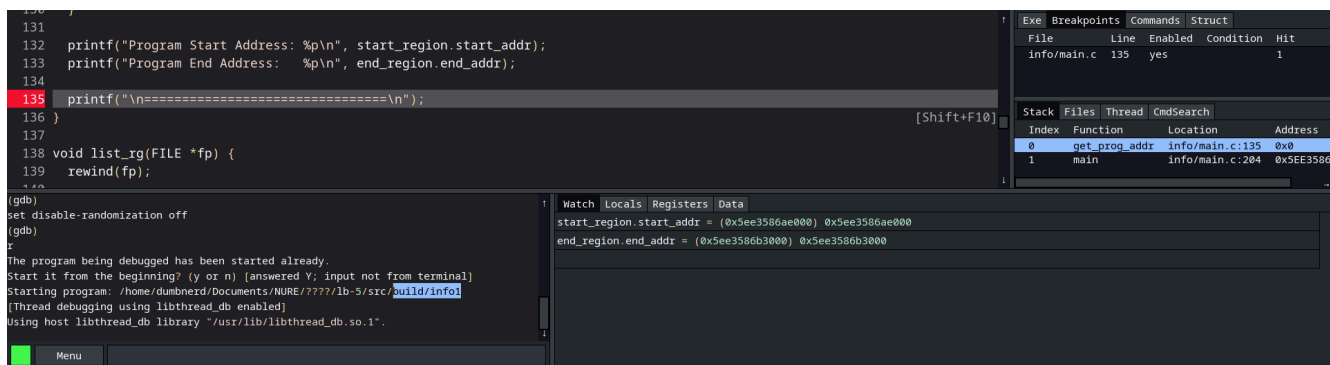 131
132 printf("Program Start Address: %p\n", start_region.start_addr);
133 printf("Program End Address:   %p\n", end_region.end_addr);
134
135 printf("\n================================\n");
136 } [Shift+F10]
137
138 void list_rg(FILE *fp) {
139 rewind(fp);
Exe Breakpoints Commands Struct
File Line Enabled Condition Hit
info/main.c 135 yes 1
Stack Files Thread CmdSearch
Index Function Location Address
0 get_prog_addr info/main.c:135 0x0
1 main info/main.c:204 0x5EE3586
(gdb)
set disable-randomization off
(gdb)
r
The program being debugged has been started already.
Start it from the beginning? (y or n) [answered Y; input not from terminal]
Starting program: /home/dumbnerd/Documents/NURE/????/lb-5/src/build/info1
[Thread debugging using libthread_db enabled]
Using host libthread_db library "/usr/lib/libthread_db.so.1".
Menu
Watch Locals Registers Data
start_region.start_addr = (0x5ee3586ae000) 0x5ee3586ae000
end_region.end_addr = (0x5ee3586b3000) 0x5ee3586b3000